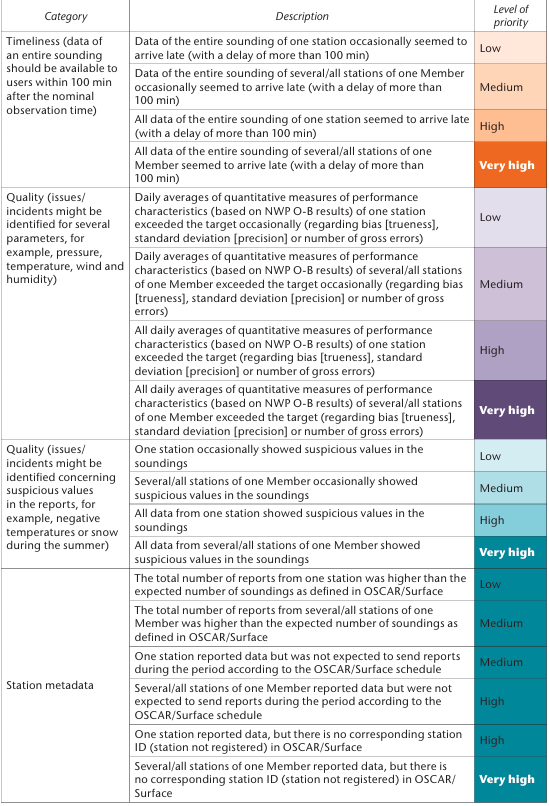 Category
Description
Level of
priority
Timeliness (data of
an entire sounding
should be available to
users within 100 min
after the nominal
observation time)
Data of the entire sounding of one station occasionally seemed to
arrive late (with a delay of more than 100 min)
Low
Data of the entire sounding of several/all stations of one Member
occasionally seemed to arrive late (with a delay of more than
100 min)
Medium
All data of the entire sounding of one station seemed to arrive late
(with a delay of more than 100 min)
High
All data of the entire sounding of several/all stations of one
Member seemed to arrive late (with a delay of more than
100 min)
Very high
Quality (issues/
incidents might be
identified for several
parameters, for
example, pressure,
temperature, wind and
humidity)
Daily averages of quantitative measures of performance
characteristics (based on NWP O-B results) of one station
exceeded the target occasionally (regarding bias [trueness],
standard deviation [precision] or number of gross errors)
Low
Daily averages of quantitative measures of performance
characteristics (based on NWP O-B results) of several/all stations
of one Member exceeded the target occasionally (regarding bias
[trueness], standard deviation [precision] or number of gross
errors)
Medium
All daily averages of quantitative measures of performance
characteristics (based on NWP O-B results) of one station
exceeded the target (regarding bias [trueness], standard
deviation [precision] or number of gross errors)
High
All daily averages of quantitative measures of performance
characteristics (based on NWP O-B results) of several/all stations
of one Member exceeded the target (regarding bias [trueness],
standard deviation [precision] or number of gross errors)
Very high
Quality (issues/
incidents might be
identified concerning
suspicious values
in the reports, for
example, negative
temperatures or snow
during the summer)
One station occasionally showed suspicious values in the
soundings
Low
Several/all stations of one Member occasionally showed
suspicious values in the soundings
Medium
All data from one station showed suspicious values in the
soundings
High
All data from several/all stations of one Member showed
suspicious values in the soundings
Very high
Station metadata
The total number of reports from one station was higher than the
expected number of soundings as defined in OSCAR/Surface
Low
The total number of reports from several/all stations of one
Member was higher than the expected number of soundings as
defined in OSCAR/Surface
Medium
One station reported data but was not expected to send reports
during the period according to the OSCAR/Surface schedule
Medium
Several/all stations of one Member reported data but were not
expected to send reports during the period according to the
OSCAR/Surface schedule
High
One station reported data, but there is no corresponding station
ID (station not registered) in OSCAR/Surface
High
Several/all stations of one Member reported data, but there is
no corresponding station ID (station not registered) in OSCAR/
Surface
Very high